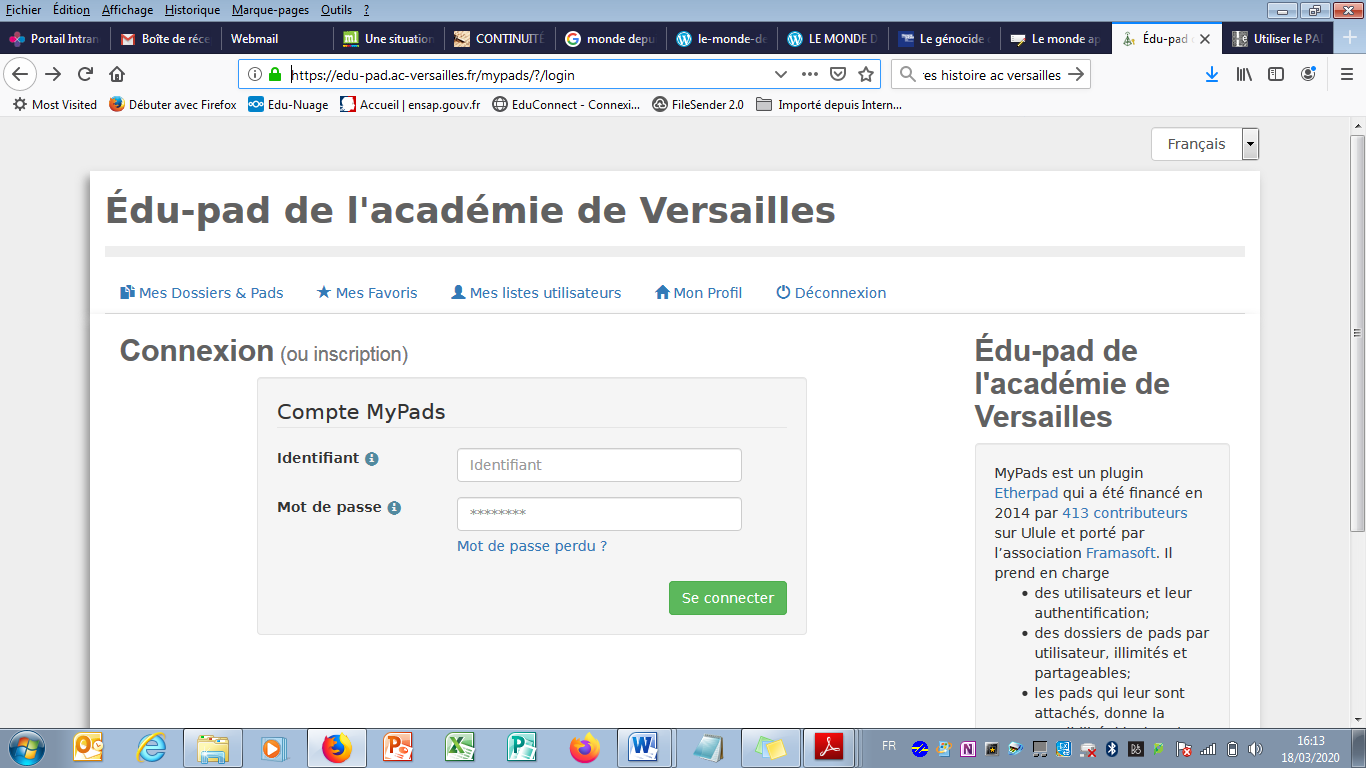 Fichier Édition Affichage Historique Marque-pages Outils ?
Portail Intran Boîte de réce Webmail Une situation CONTINUITÉ monde depu le-monde-de LE MONDE D Le génocide Le monde ap Édu-pad Utiliser le PA
https://edu-pad.ac-versailles.fr/mypads/?/login
res histoire ac versailles
Most Visited Débuter avec Firefox Edu-Nuage Accueil | ensap.gouv.fr EduConnect - Connexi... FileSender 2.0 Importé depuis Intern...
Français
Édu-pad de l'académie de Versailles
Mes Dossiers & Pads Mes Favoris Mes listes utilisateurs Mon Profil Déconnexion
Connexion (ou inscription)
Compte MyPads
Identifiant
Identifiant
Mot de passe
********
Mot de passe perdu ?
Se connecter
Édu-pad de
l'académie de
Versailles
MyPads est un plugin
Etherpad qui a été financé en
2014 par 413 contributeurs
sur Ulule et porté par
l’association Framasoft. Il
prend en charge
• des utilisateurs et leur
authentification;
• des dossiers de pads par
utilisateur, illimités et
partageables;
• les pads qui leur sont
attachés, donne la
FR
16:13
18/03/2020